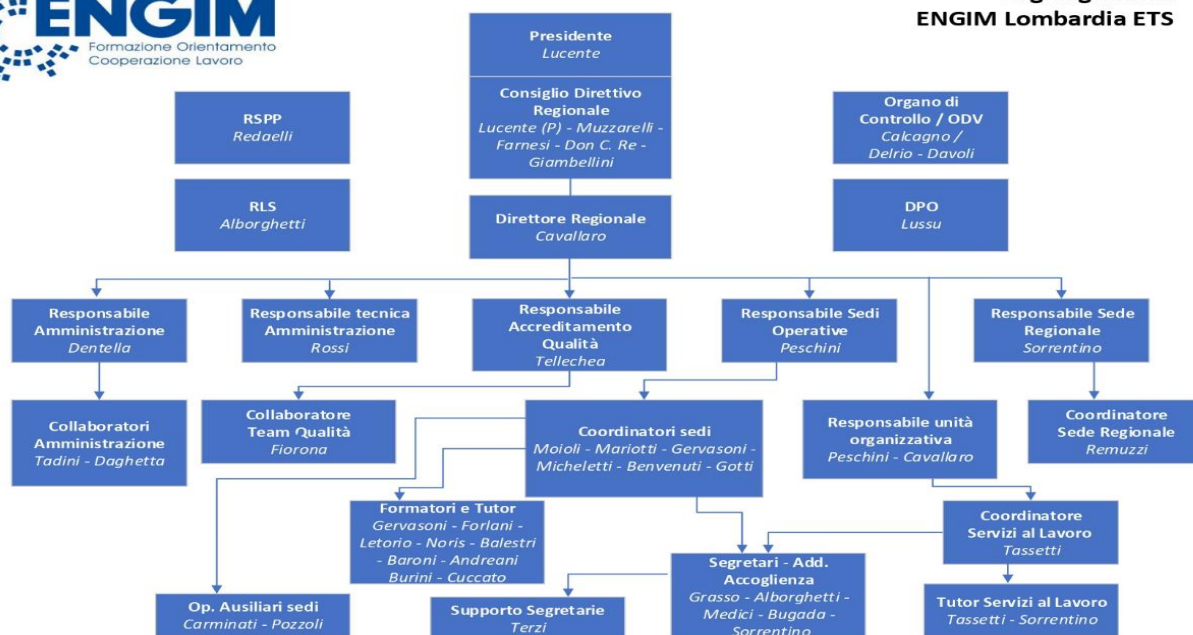 ENGIM
Formazione Orientamento
Cooperazione Lavoro
ENGIM Lombardia ETS
Presidente
Lucente
Consiglio Direttivo
Regionale
Lucente (P) - Muzzarelli -
Farnesi - Don C. Re -
Giambellini
RSPP
Redaelli
Organo di
Controllo / ODV
Calcagno /
Delrio - Davoli
RLS
Alborghetti
Direttore Regionale
Cavallaro
DPO
Lussu
Responsabile
Amministrazione
Dentella
Responsabile tecnica
Amministrazione
Rossi
Responsabile
Accreditamento
Qualità
Tellechea
Responsabile Sedi
Operative
Peschini
Responsabile Sede
Regionale
Sorrentino
Collaboratori
Amministrazione
Tadini - Daghetta
Collaboratore
Team Qualità
Fiorona
Coordinatori sedi
Moioli - Mariotti - Gervasoni -
Micheletti - Benvenuti - Gotti
Responsabile unità
organizzativa
Peschini - Cavallaro
Coordinatore
Sede Regionale
Remuzzi
Formatori e Tutor
Gervasoni - Forlani -
Letorio - Noris - Balestri
- Baroni - Andreani
Burini - Cuccato
Coordinatore
Servizi al Lavoro
Tassetti
Segretari - Add.
Accoglienza
Grasso - Alborghetti -
Medici - Bugada -
Sorrentino
Op. Ausiliari sedi
Carminati - Pozzoli
Supporto Segretarie
Terzi
Tutor Servizi al Lavoro
Tassetti - Sorrentino